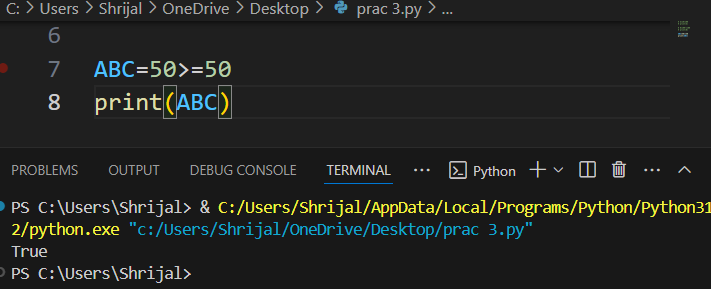 C: > Users > Shrijal > OneDrive > Desktop > prac 3.py > ...
6
7 ABC=50>=50
8 print(ABC)
PROBLEMS OUTPUT DEBUG CONSOLE TERMINAL ... Python
PS C:\Users\Shrijal> & C:/Users/Shrijal/AppData/Local/Programs/Python/Python31
2/python.exe "c:/Users/Shrijal/OneDrive/Desktop/prac 3.py"
True
PS C:\Users\Shrijal>